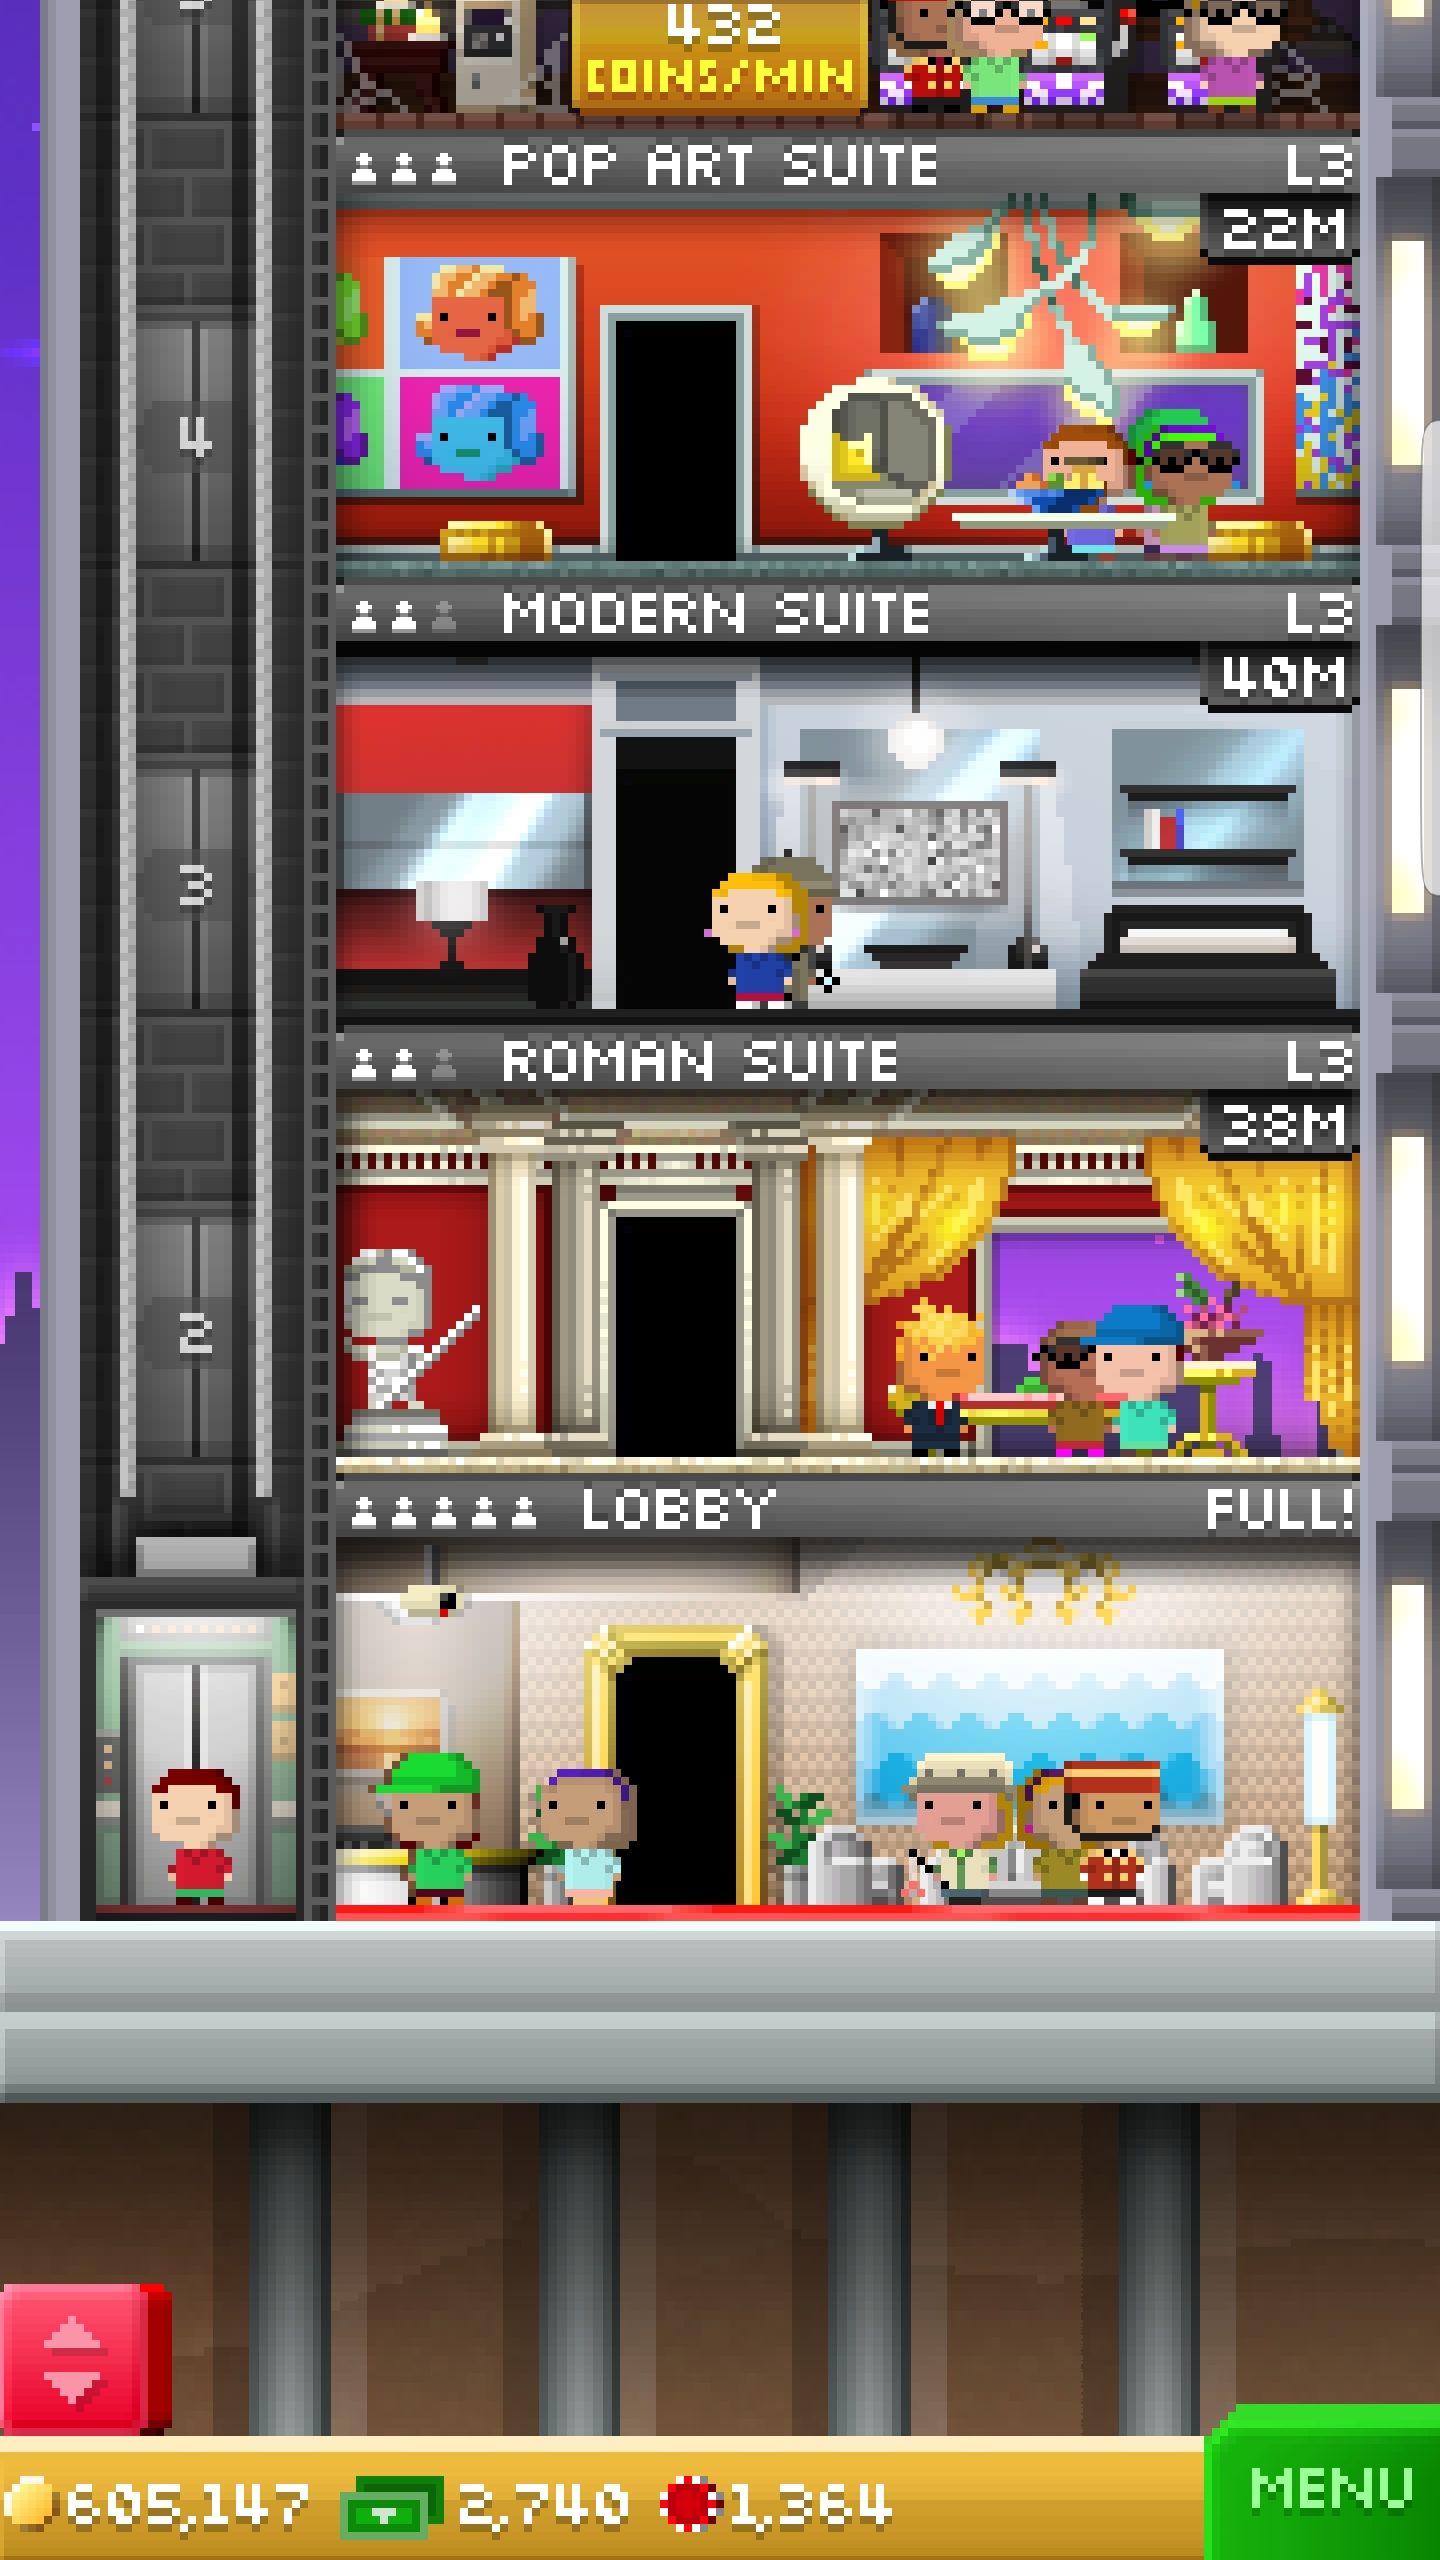 432
COINS/MIN
POP ART SUITE L3
22M
4
MODERN SUITE L3
40M
3
ROMAN SUITE L3
38M
2
LOBBY FULL!
605,147 2,740 1,364 MENU